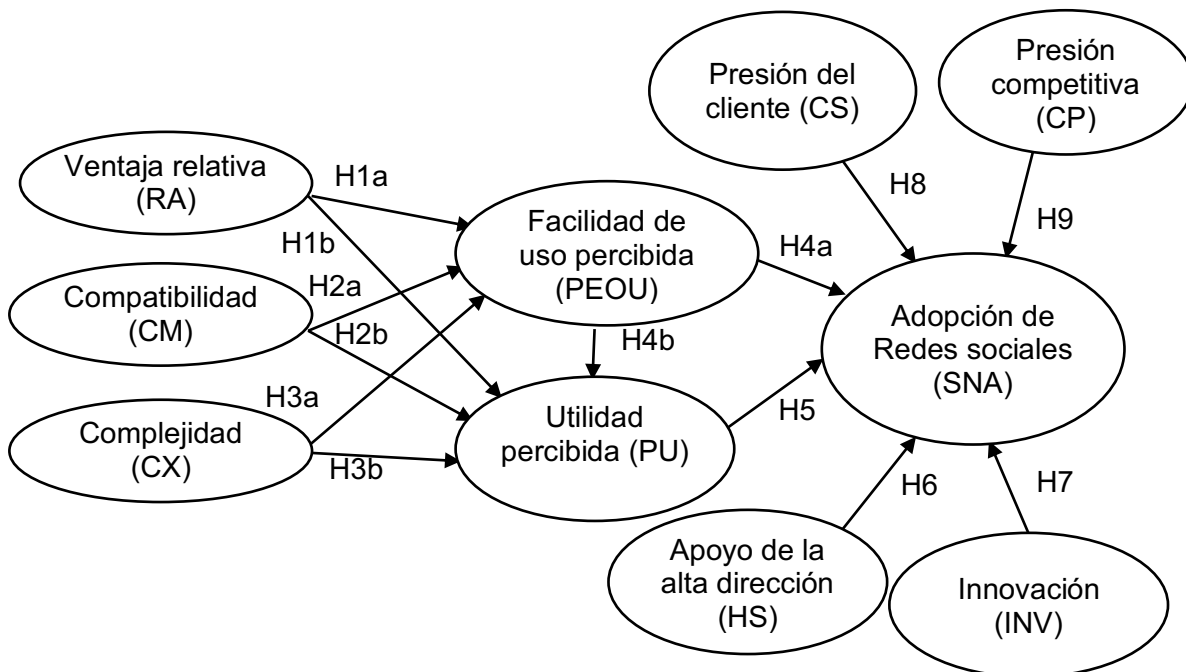 Presión del
cliente (CS)
Presión
competitiva
(CP)
Ventaja relativa
(RA)
H1a
H1b
H8
H9
Facilidad de
uso percibida
(PEOU)
H4a
Compatibilidad
(CM)
H2a
H2b
H4b
Adopción de
Redes sociales
(SNA)
Complejidad
(CX)
H3a
H3b
Utilidad
percibida (PU)
H5
H6
H7
Apoyo de la
alta dirección
(HS)
Innovación
(INV)